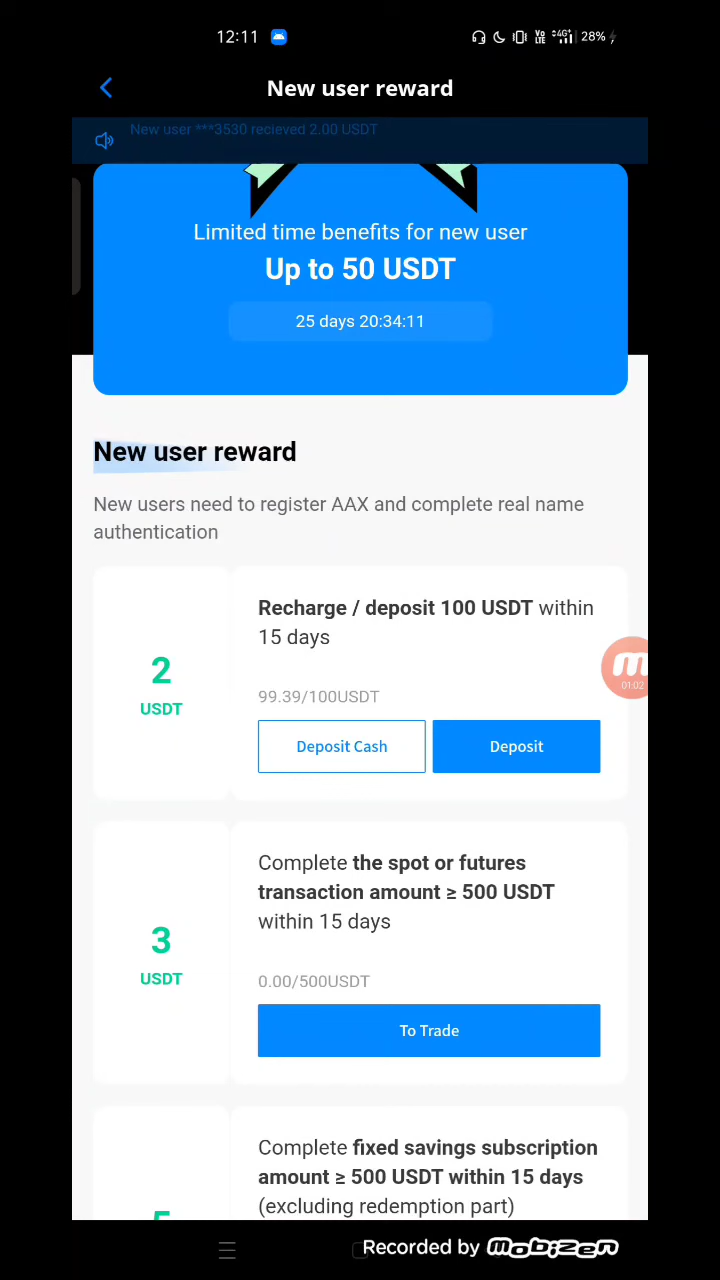 12:11
VoLTE 4G+ 28%
New user reward
New user ***3530 recieved 2.00 USDT
Limited time benefits for new user
Up to 50 USDT
25 days 20:34:11
New user reward
New users need to register AAX and complete real name
authentication
2
USDT
Recharge / deposit 100 USDT within
15 days
99.39/100USDT
Deposit Cash
Deposit
01:02
3
USDT
Complete the spot or futures
transaction amount ≥ 500 USDT
within 15 days
0.00/500USDT
To Trade
Complete fixed savings subscription
amount ≥ 500 USDT within 15 days
(excluding redemption part)
Recorded by mobizen